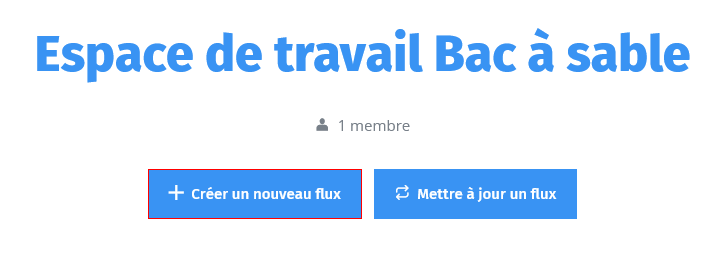 Espace de travail Bac à sable
1 membre
Créer un nouveau flux
Mettre à jour un flux